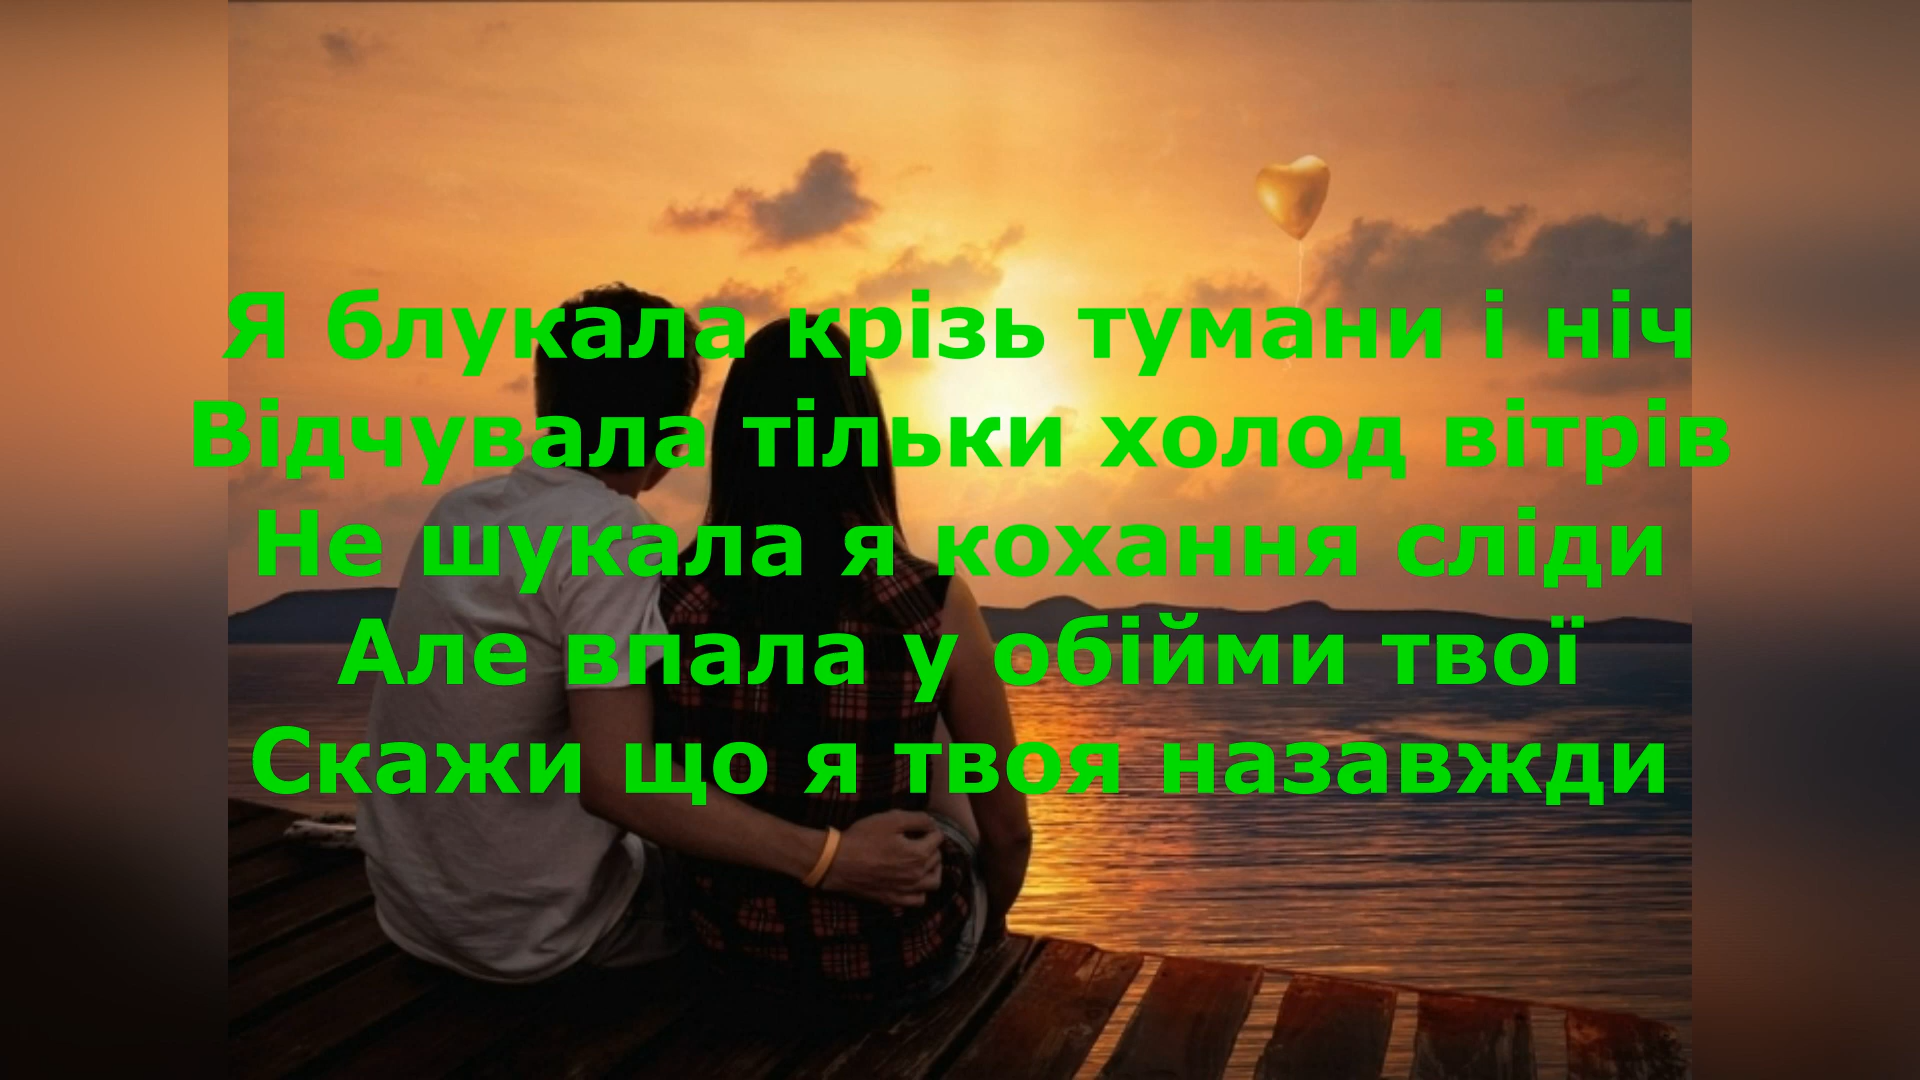 Я блукала крізь тумани і ніч
Відчувала тільки холод вітрів
Не шукала я кохання сліди
Але впала у обійми твої
Скажи що я твоя назавжди